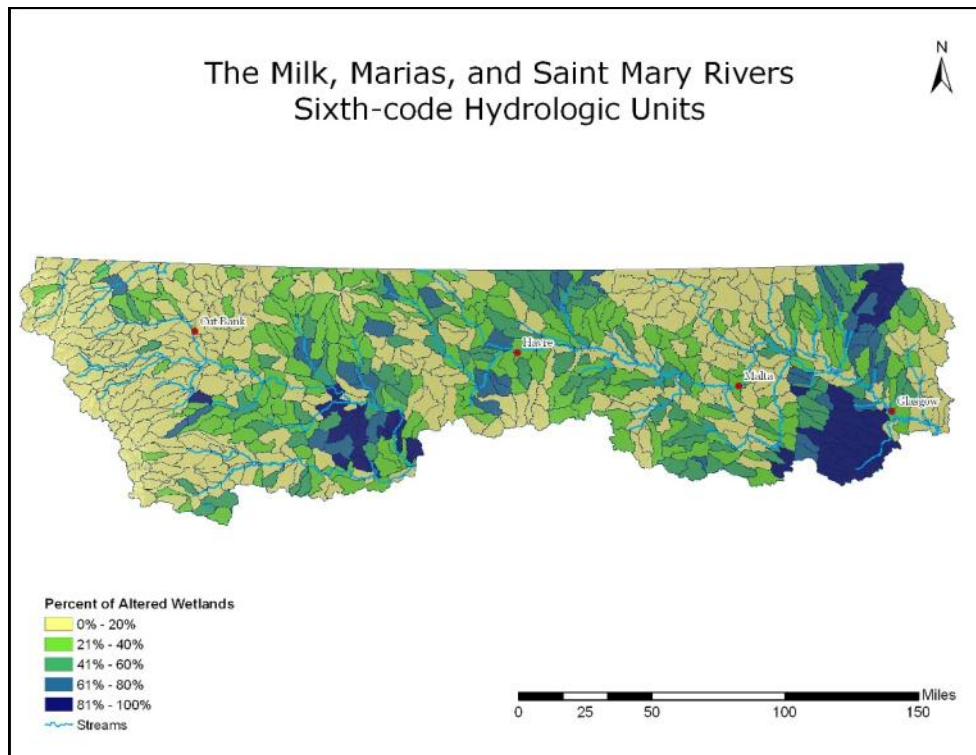 The Milk, Marias, and Saint Mary Rivers
Sixth-code Hydrologic Units
N
Cut Bank
Havre
Malta
Glasgow
Percent of Altered Wetlands
0% - 20%
21% - 40%
41% - 60%
61% - 80%
81% - 100%
Streams
Miles
0 25 50 100 150